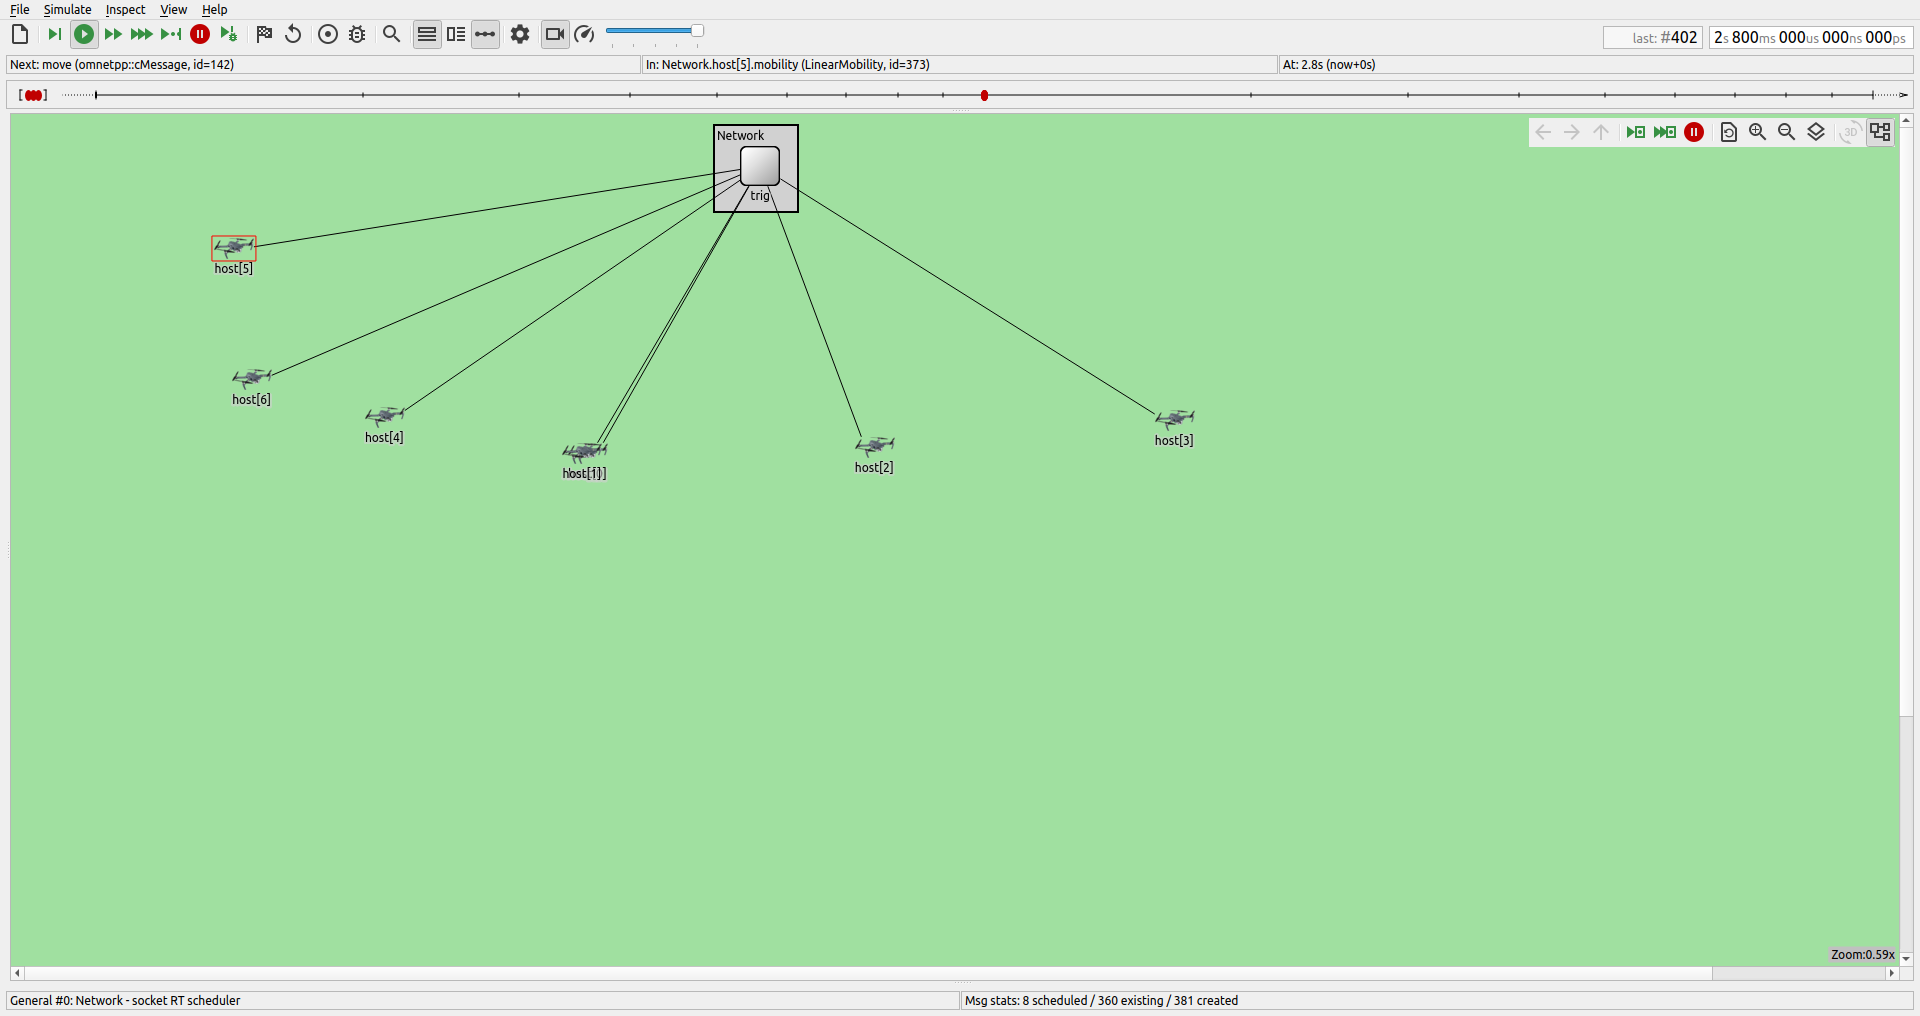 File Simulate Inspect View Help
last: #402 2s 800ms 000us 000ns 000ps
Next: move (omnetpp::cMessage, id=142) In: Network.host[5].mobility (LinearMobility, id=373) At: 2.8s (now+0s)
Network
3D
trig
host[5]
host[6]
host[4]
host[3]
host[2]
host[1]
Zoom:0.59x
General #0: Network - socket RT scheduler Msg stats: 8 scheduled / 360 existing / 381 created